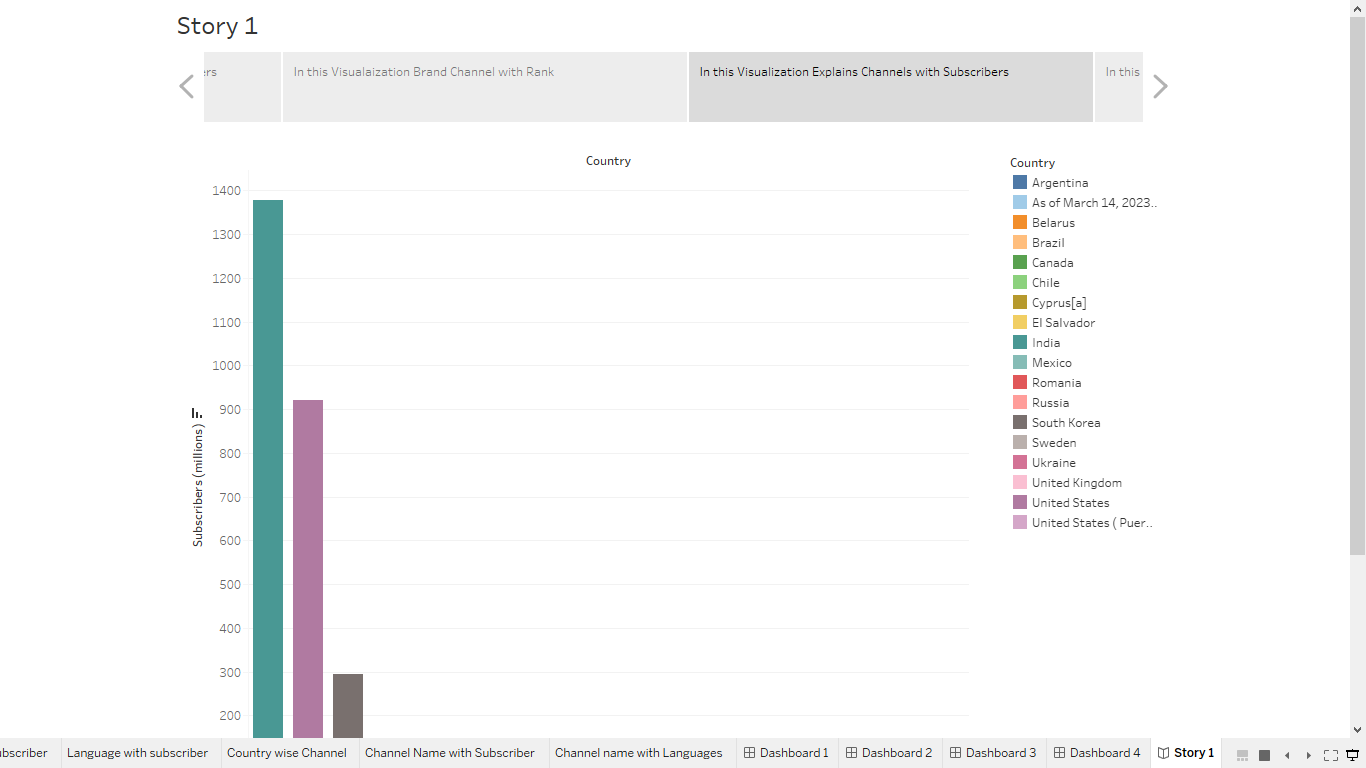 Story 1
ers
In this Visualaization Brand Channel with Rank
In this Visualization Explains Channels with Subscribers
In this
Country
1400
1300
1200
1100
1000
900
800
700
600
500
400
300
200
Subscribers (millions)
Country
Argentina
As of March 14, 2023..
Belarus
Brazil
Canada
Chile
Cyprus[a]
El Salvador
India
Mexico
Romania
Russia
South Korea
Sweden
Ukraine
United Kingdom
United States
United States ( Puer..
ubscriber
Language with subscriber
Country wise Channel
Channel Name with Subscriber
Channel name with Languages
Dashboard 1
Dashboard 2
Dashboard 3
Dashboard 4
Story 1